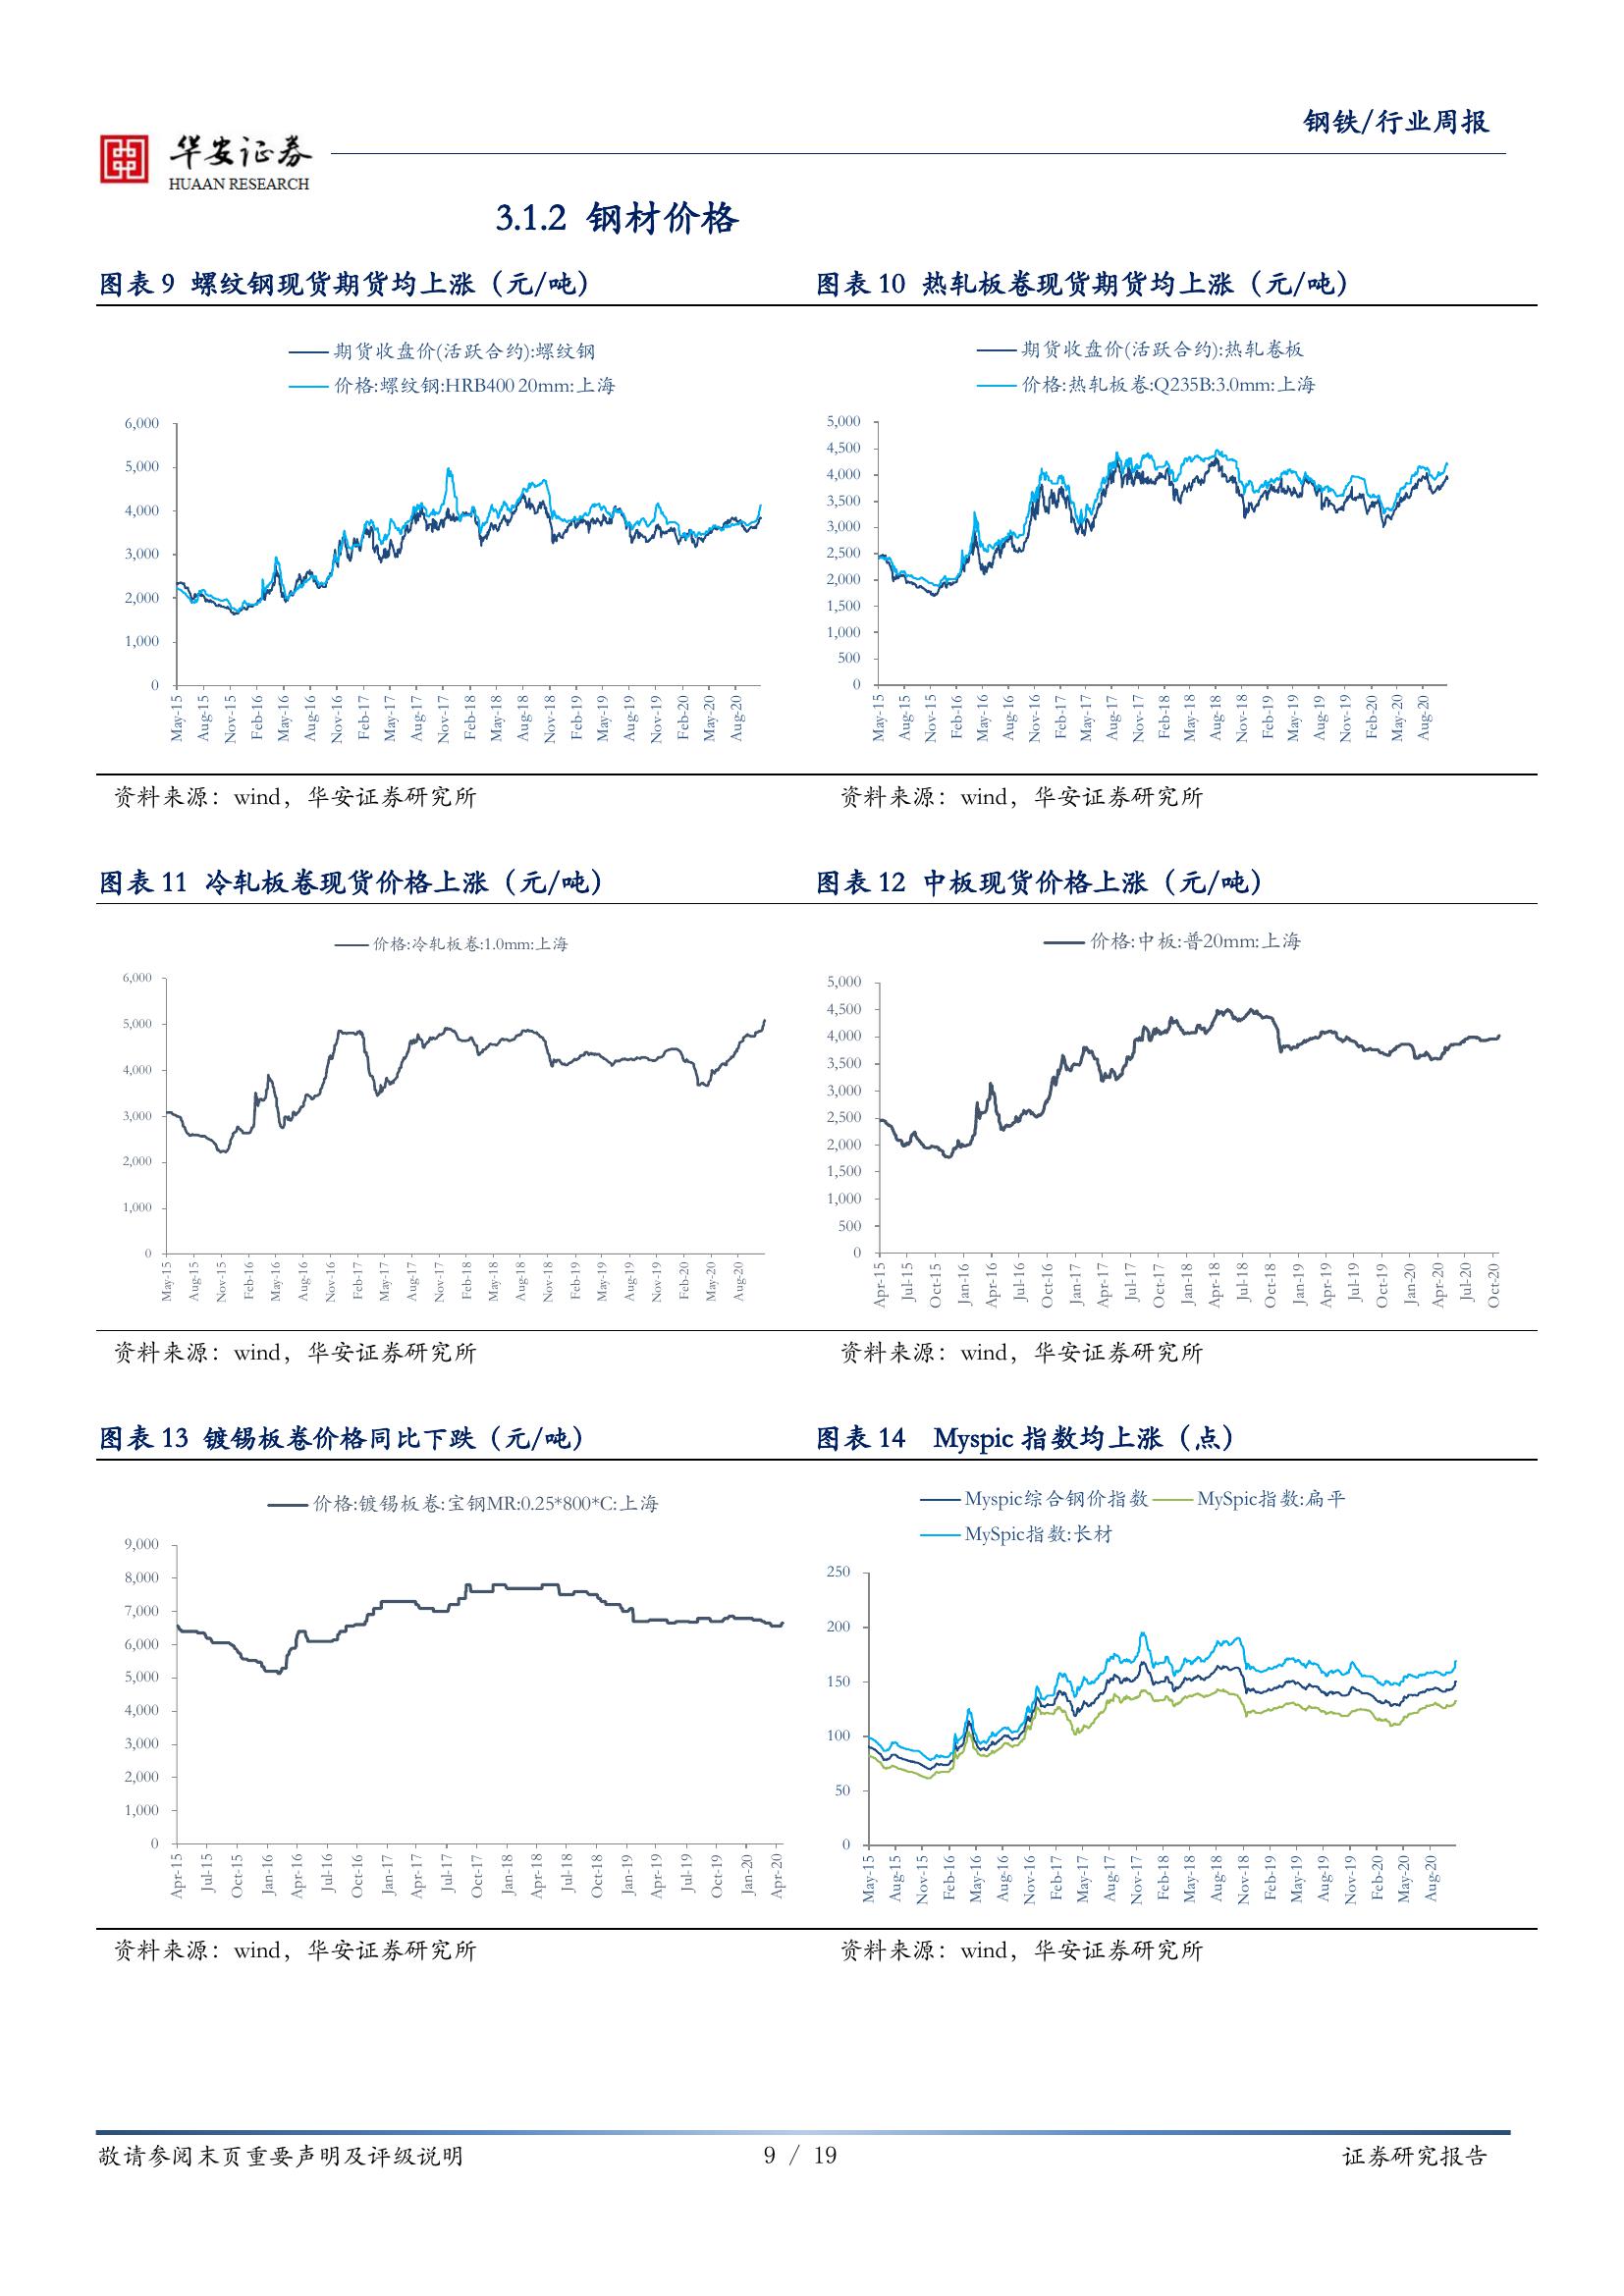 钢铁/行业周报
华安证券
HUAAN RESEARCH
3.1.2 钢材价格
图表 9 螺纹钢现货期货均上涨（元/吨）
期货收盘价(活跃合约):螺纹钢
价格:螺纹钢:HRB400 20mm:上海
6,000
5,000
4,000
3,000
2,000
1,000
0
May-15
Aug-15
Nov-15
Feb-16
May-16
Aug-16
Nov-16
Feb-17
May-17
Aug-17
Nov-17
Feb-18
May-18
Aug-18
Nov-18
Feb-19
May-19
Aug-19
Nov-19
Feb-20
May-20
Aug-20
资料来源：wind，华安证券研究所
图表 10 热轧板卷现货期货均上涨（元/吨）
期货收盘价(活跃合约):热轧卷板
价格:热轧板卷:Q235B:3.0mm:上海
5,000
4,500
4,000
3,500
3,000
2,500
2,000
1,500
1,000
500
0
May-15
Aug-15
Nov-15
Feb-16
May-16
Aug-16
Nov-16
Feb-17
May-17
Aug-17
Nov-17
Feb-18
May-18
Aug-18
Nov-18
Feb-19
May-19
Aug-19
Nov-19
Feb-20
May-20
Aug-20
资料来源：wind，华安证券研究所
图表 11 冷轧板卷现货价格上涨（元/吨）
价格:冷轧板卷:1.0mm:上海
6,000
5,000
4,000
3,000
2,000
1,000
0
May-15
Aug-15
Nov-15
Feb-16
May-16
Aug-16
Nov-16
Feb-17
May-17
Aug-17
Nov-17
Feb-18
May-18
Aug-18
Nov-18
Feb-19
May-19
Aug-19
Nov-19
Feb-20
May-20
Aug-20
资料来源：wind，华安证券研究所
图表 12 中板现货价格上涨（元/吨）
价格:中板:普20mm:上海
5,000
4,500
4,000
3,500
3,000
2,500
2,000
1,500
1,000
500
0
Apr-15
Jul-15
Oct-15
Jan-16
Apr-16
Jul-16
Oct-16
Jan-17
Apr-17
Jul-17
Oct-17
Jan-18
Apr-18
Jul-18
Oct-18
Jan-19
Apr-19
Jul-19
Oct-19
Jan-20
Apr-20
Jul-20
Oct-20
资料来源：wind，华安证券研究所
图表 13 镀锡板卷价格同比下跌（元/吨）
价格:镀锡板卷:宝钢MR:0.25*800*C:上海
9,000
8,000
7,000
6,000
5,000
4,000
3,000
2,000
1,000
0
Apr-15
Jul-15
Oct-15
Jan-16
Apr-16
Jul-16
Oct-16
Jan-17
Apr-17
Jul-17
Oct-17
Jan-18
Apr-18
Jul-18
Oct-18
Jan-19
Apr-19
Jul-19
Oct-19
Jan-20
Apr-20
资料来源：wind，华安证券研究所
图表 14 Myspic 指数均上涨（点）
Myspic综合钢价指数
MySpic指数:扁平
MySpic指数:长材
250
200
150
100
50
0
May-15
Aug-15
Nov-15
Feb-16
May-16
Aug-16
Nov-16
Feb-17
May-17
Aug-17
Nov-17
Feb-18
May-18
Aug-18
Nov-18
Feb-19
May-19
Aug-19
Nov-19
Feb-20
May-20
Aug-20
资料来源：wind，华安证券研究所
敬请参阅末页重要声明及评级说明
9 / 19
证券研究报告